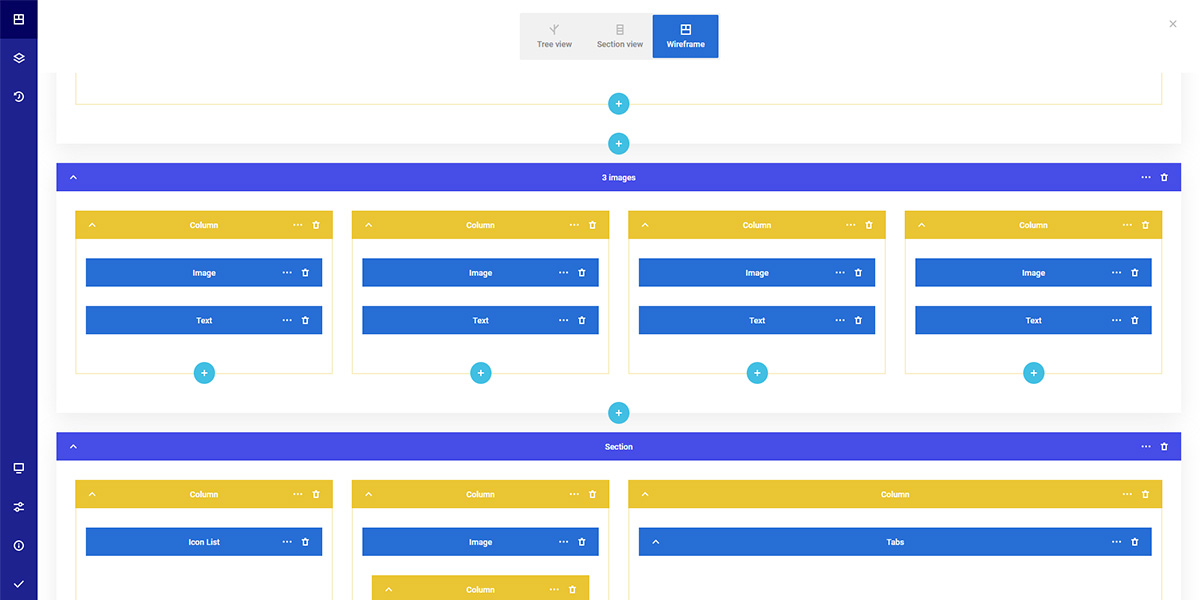 Tree view Section view Wireframe
3 images
Column Column Column Column
Image Image Image Image
Text Text Text Text
Section
Column Column Column
Icon List Image Tabs
Column